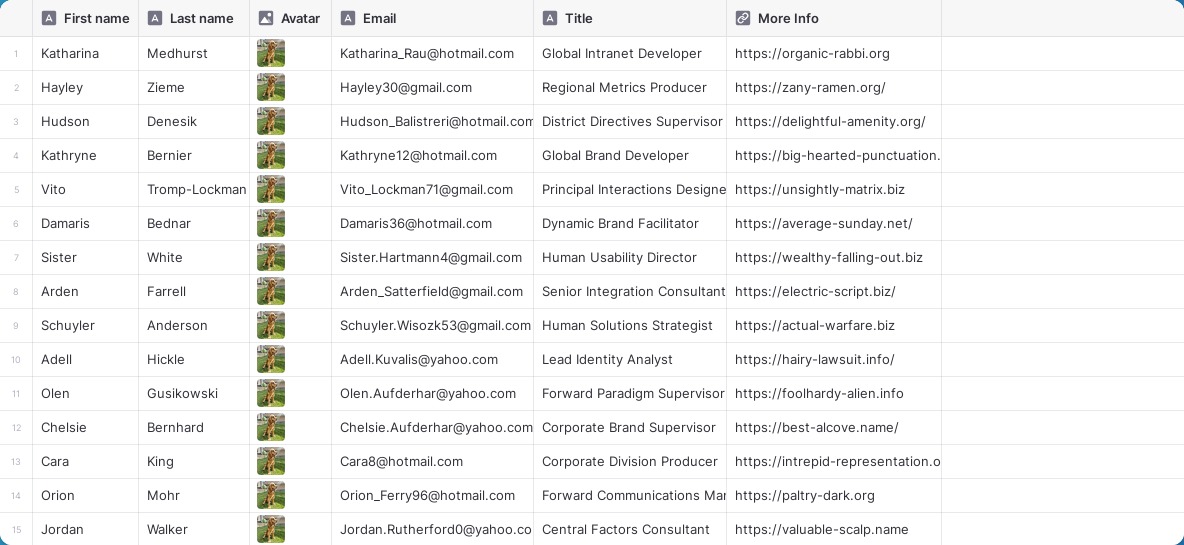 First name Last name Avatar Email Title More Info
1 Katharina Medhurst Katharina_Rau@hotmail.com Global Intranet Developer https://organic-rabbi.org
2 Hayley Zieme Hayley30@gmail.com Regional Metrics Producer https://zany-ramen.org/
3 Hudson Denesik Hudson_Balistreri@hotmail.com District Directives Supervisor https://delightful-amenity.org/
4 Kathryne Bernier Kathryne12@hotmail.com Global Brand Developer https://big-hearted-punctuation.
5 Vito Tromp-Lockman Vito_Lockman71@gmail.com Principal Interactions Designe https://unsightly-matrix.biz
6 Damaris Bednar Damaris36@hotmail.com Dynamic Brand Facilitator https://average-sunday.net/
7 Sister White Sister.Hartmann4@gmail.com Human Usability Director https://wealthy-falling-out.biz
8 Arden Farrell Arden_Satterfield@gmail.com Senior Integration Consultant https://electric-script.biz/
9 Schuyler Anderson Schuyler.Wisozk53@gmail.com Human Solutions Strategist https://actual-warfare.biz
10 Adell Hickle Adell.Kuvalis@yahoo.com Lead Identity Analyst https://hairy-lawsuit.info/
11 Olen Gusikowski Olen.Aufderhar@yahoo.com Forward Paradigm Supervisor https://foolhardy-alien.info
12 Chelsie Bernhard Chelsie.Aufderhar@yahoo.com Corporate Brand Supervisor https://best-alcove.name/
13 Cara King Cara8@hotmail.com Corporate Division Producer https://intrepid-representation.o
14 Orion Mohr Orion_Ferry96@hotmail.com Forward Communications Mar https://paltry-dark.org
15 Jordan Walker Jordan.Rutherford0@yahoo.co Central Factors Consultant https://valuable-scalp.name